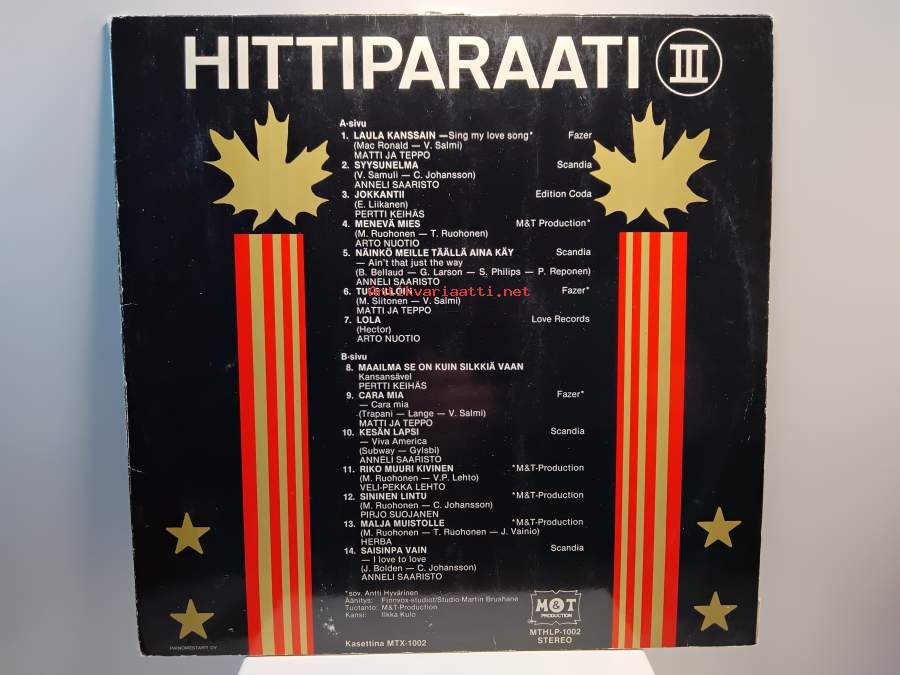 HITTIPARAATI III
A-sivu
1. LAULA KANSSAIN —Sing my love song* Fazer
(Mac Ronald — V. Salmi)
MATTI JA TEPPO
2. SYYSUNELMA Scandia
(V. Samuli — C. Johansson)
ANNELI SAARISTO
3. JOKKANTII Edition Coda
(E. Liikanen)
PERTTI KEIHÄS
4. MENEVÄ MIES M&T Production*
(M. Ruohonen — T. Ruohonen)
ARTO NUOTIO
5. NÄINKÖ MEILLE TÄÄLLÄ AINA KÄY Scandia
— Ain't that just the way
(B. Bellaud — G. Larson — S. Philips — P. Reponen)
ANNELI SAARISTO
6. Fazer*
antikvariaatti.net
(M. Siitonen — V. Salmi)
MATTI JA TEPPO
7. LOLA Love Records
(Hector)
ARTO NUOTIO
B-sivu
8. MAAILMA SE ON KUIN SILKKIÄ VAAN
Kansansävel
PERTTI KEIHÄS
9. CARA MIA Fazer*
— Cara mia
(Trapani — Lange — V. Salmi)
MATTI JA TEPPO
10. KESÄN LAPSI Scandia
— Viva America
(Subway — Gylsbi)
ANNELI SAARISTO
11. RIKO MUURI KIVINEN *M&T-Production
(M. Ruohonen — V.P. Lehto)
VELI-PEKKA LEHTO
12. SININEN LINTU *M&T-Production
(M. Ruohonen — C. Johansson)
PIRJO SUOJANEN
13. MALJA MUISTOLLE *M&T-Production
(M. Ruohonen — T. Ruohonen — J. Vainio)
HERBA
14. SAISINPA VAIN Scandia
— I love to love
(J. Bolden — C. Johansson)
ANNELI SAARISTO
*sov. Antti Hyvärinen
Äänitys: Finnvox-studiot/Studio-Martin Brushane
Tuotanto: M&T-Production
Kansi: Ilkka Kulo
M&T
PRODUCTION
MTHLP-1002
STEREO
Kasettina MTX-1002
PAINOMESTARIT OY